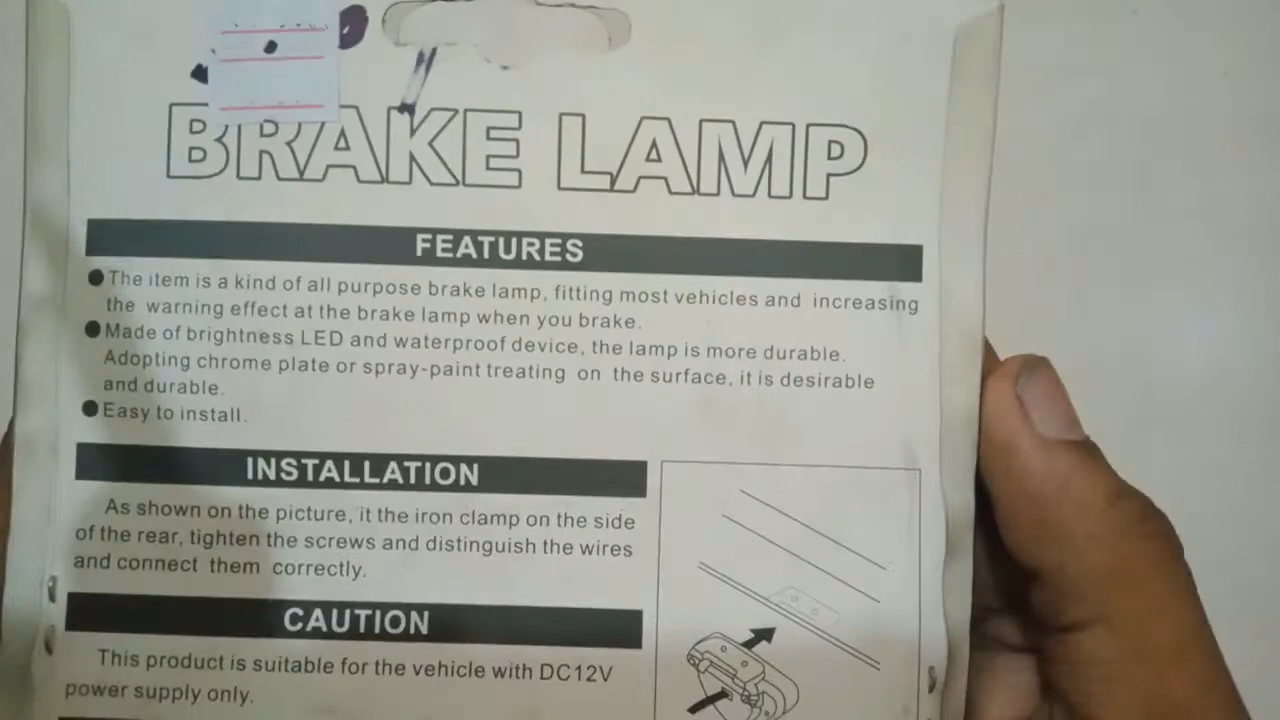 BRAKE LAMP
FEATURES
●The item is a kind of all purpose brake lamp, fitting most vehicles and increasing
the warning effect at the brake lamp when you brake.
●Made of brightness LED and waterproof device, the lamp is more durable.
Adopting chrome plate or spray-paint treating on the surface, it is desirable
and durable.
●Easy to install.
INSTALLATION
As shown on the picture, it the iron clamp on the side
of the rear, tighten the screws and distinguish the wires
and connect them correctly.
CAUTION
This product is suitable for the vehicle with DC12V
power supply only.